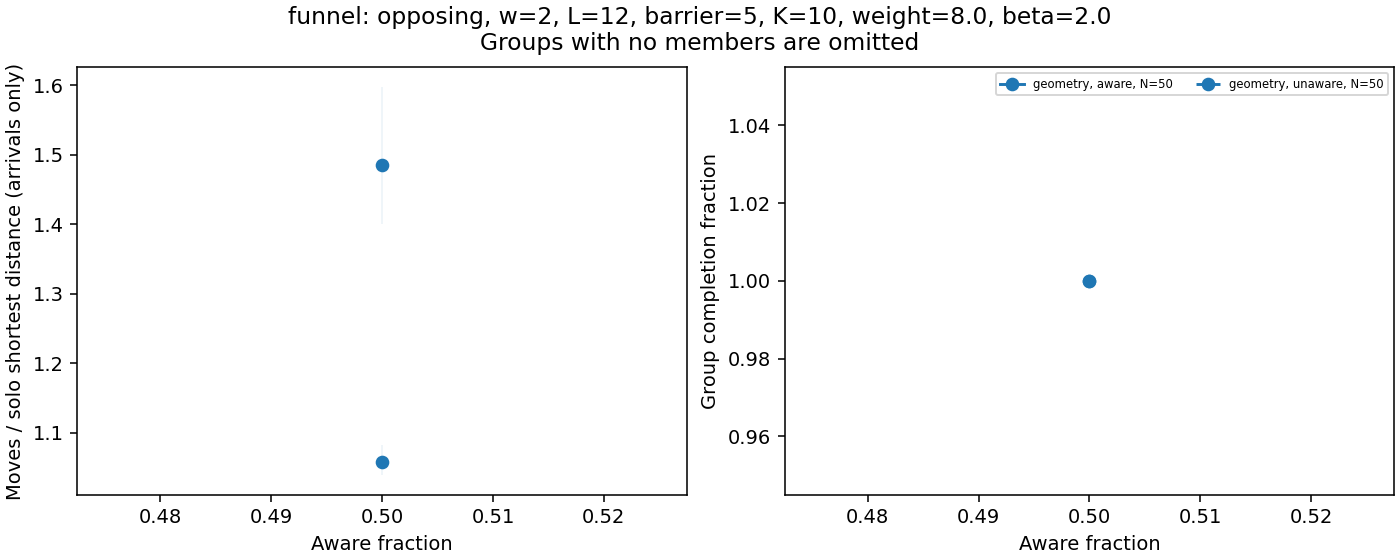 funnel: opposing, w=2, L=12, barrier=5, K=10, weight=8.0, beta=2.0
Groups with no members are omitted
Moves / solo shortest distance (arrivals only)
1.6
1.5
1.4
1.3
1.2
1.1
0.48 0.49 0.50 0.51 0.52
Aware fraction
Group completion fraction
geometry, aware, N=50 geometry, unaware, N=50
1.04
1.02
1.00
0.98
0.96
0.48 0.49 0.50 0.51 0.52
Aware fraction